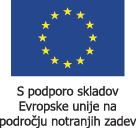 S podporo skladov
Evropske unije na
področju notranjih zadev